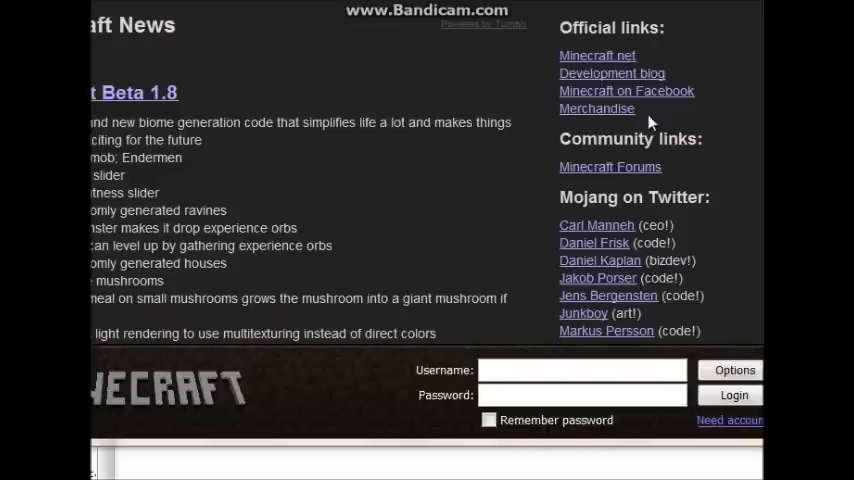 www.Bandicam.com
aft News
Powered by Tumblr
t Beta 1.8
and new biome generation code that simplifies life a lot and makes things
citing for the future
mob; Endermen
slider
tness slider
omly generated ravines
nster makes it drop experience orbs
can level up by gathering experience orbs
omly generated houses
e mushrooms
meal on small mushrooms grows the mushroom into a giant mushroom if
light rendering to use multitexturing instead of direct colors
Official links:
Minecraft.net
Development blog
Minecraft on Facebook
Merchandise
Community links:
Minecraft Forums
Mojang on Twitter:
Carl Manneh (ceo!)
Daniel Frisk (code!)
Daniel Kaplan (bizdev!)
Jakob Porser (code!)
Jens Bergensten (code!)
Junkboy (art!)
Markus Persson (code!)
NECRAFT
Username:
Options
Password:
Login
Remember password
Need accoun